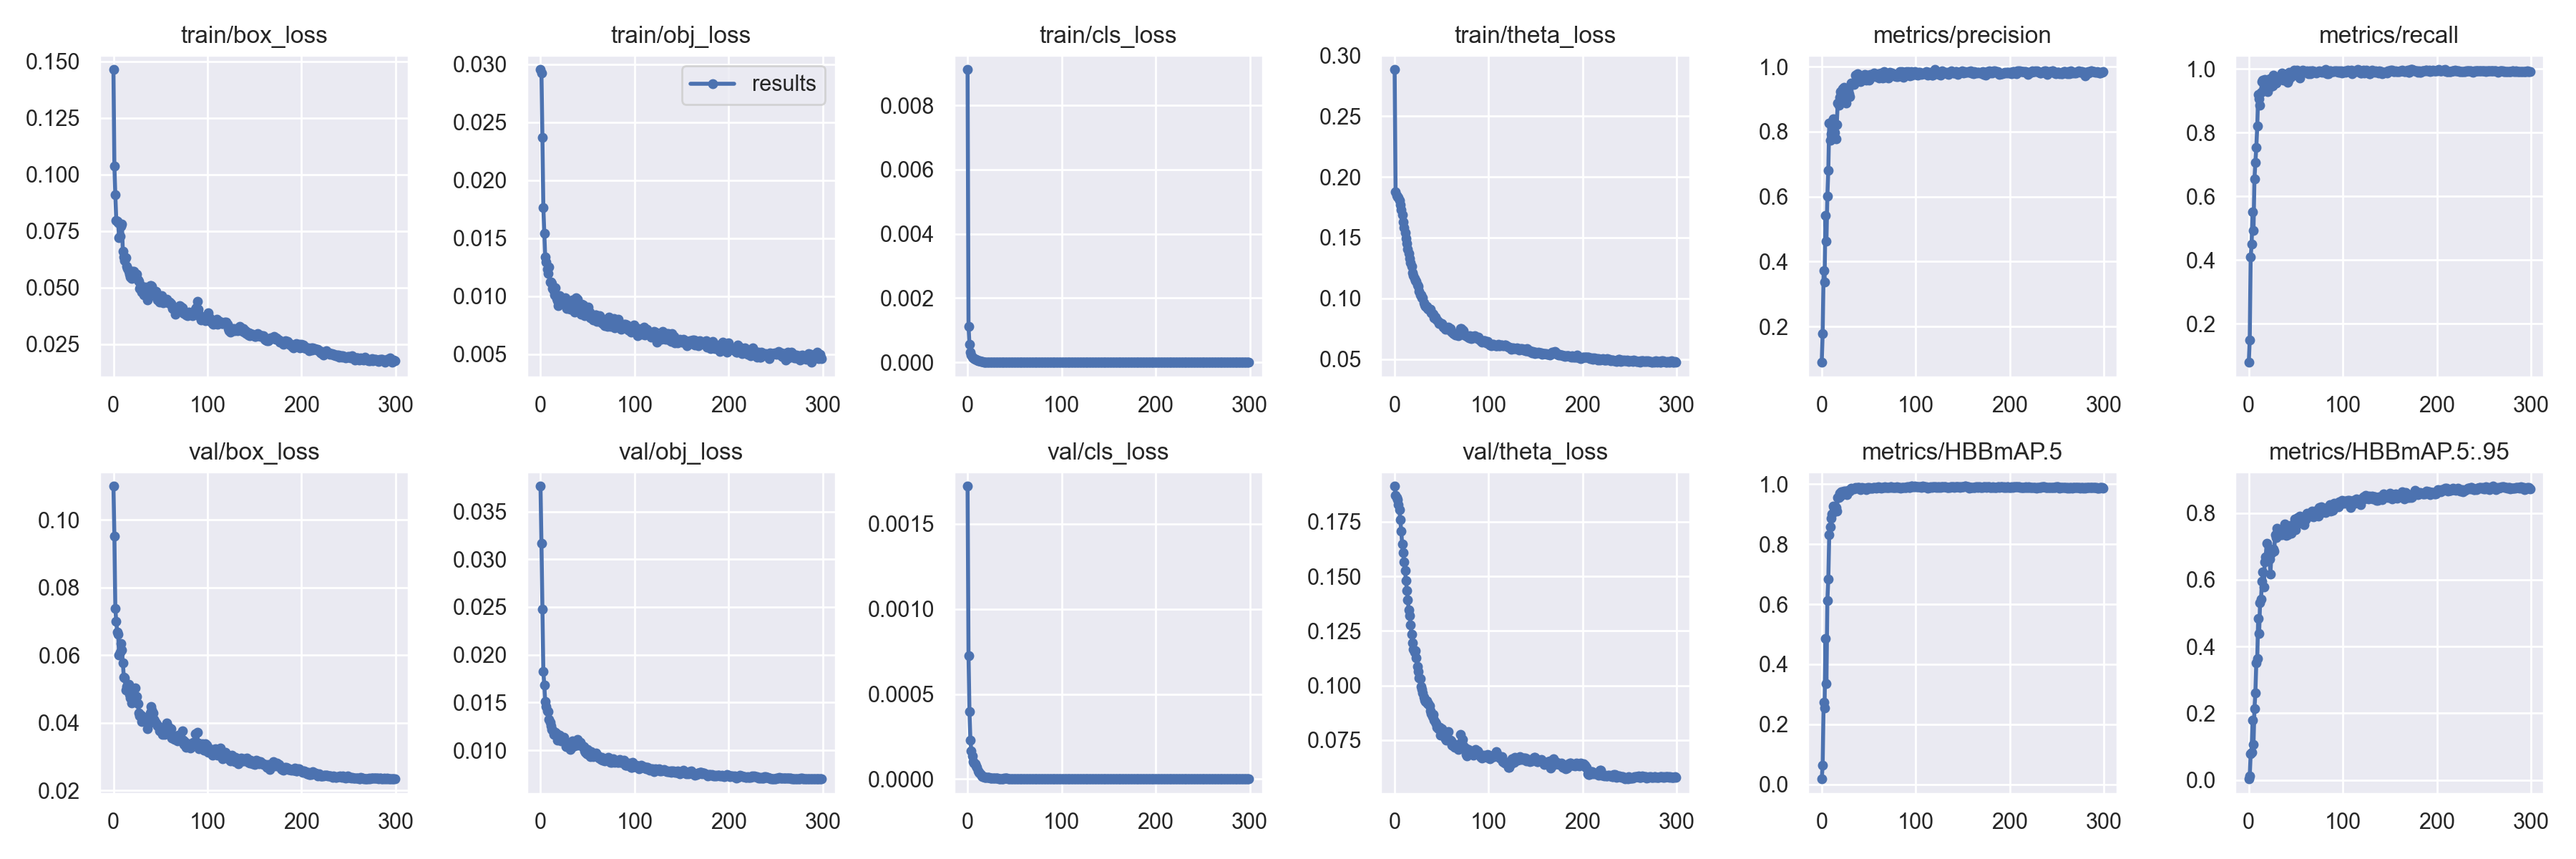 train/box_loss
0.150
0.125
0.100
0.075
0.050
0.025
0 100 200 300
train/obj_loss
results
0.030
0.025
0.020
0.015
0.010
0.005
0 100 200 300
train/cls_loss
0.008
0.006
0.004
0.002
0.000
0 100 200 300
train/theta_loss
0.30
0.25
0.20
0.15
0.10
0.05
0 100 200 300
metrics/precision
1.0
0.8
0.6
0.4
0.2
0 100 200 300
metrics/recall
1.0
0.8
0.6
0.4
0.2
0 100 200 300
val/box_loss
0.10
0.08
0.06
0.04
0.02
0 100 200 300
val/obj_loss
0.035
0.030
0.025
0.020
0.015
0.010
0 100 200 300
val/cls_loss
0.0015
0.0010
0.0005
0.0000
0 100 200 300
val/theta_loss
0.175
0.150
0.125
0.100
0.075
0 100 200 300
metrics/HBBmAP.5
1.0
0.8
0.6
0.4
0.2
0.0
0 100 200 300
metrics/HBBmAP.5:.95
0.8
0.6
0.4
0.2
0.0
0 100 200 300